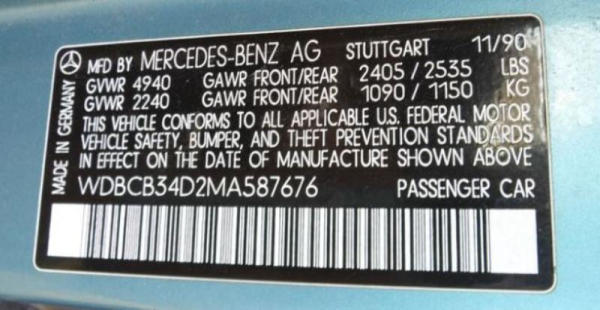 MFD BY MERCEDES-BENZ AG STUTTGART 11/90
GVWR 4940 GAWR FRONT/REAR 2405 / 2535 LBS
GVWR 2240 GAWR FRONT/REAR 1090 / 1150 KG
THIS VEHICLE CONFORMS TO ALL APPLICABLE U.S. FEDERAL MOTOR
VEHICLE SAFETY, BUMPER, AND THEFT PREVENTION STANDARDS
IN EFFECT ON THE DATE OF MANUFACTURE SHOWN ABOVE
WDBCB34D2MA587676 PASSENGER CAR
MADE IN GERMANY